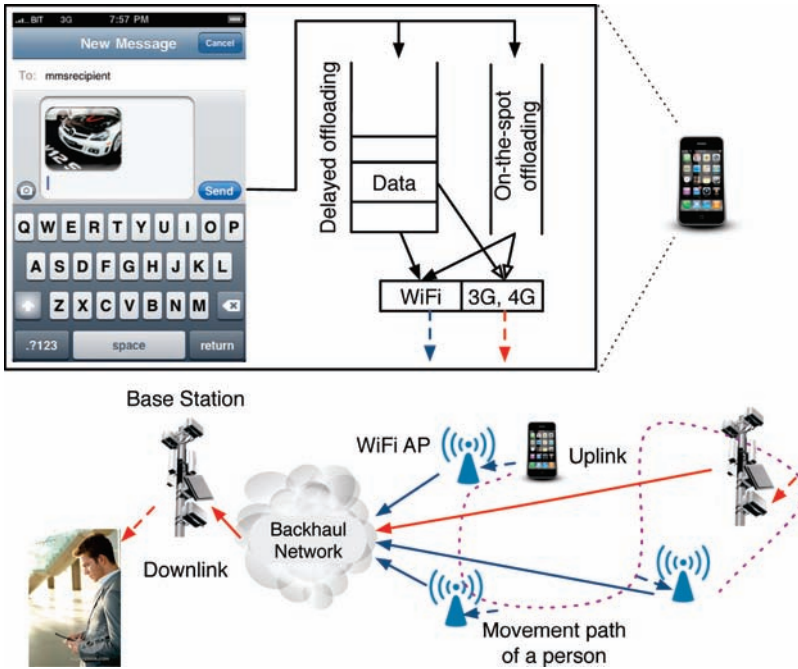 BIT 3G 7:57 PM
New Message
Cancel
To: mmsrecipient
Send
Q W E R T Y U I O P
A S D F G H J K L
Z X C V B N M
.?123
space
return
Delayed offloading
Data
On-the-spot
offloading
WiFi
3G, 4G
Base Station
WiFi AP
Uplink
Backhaul
Network
Downlink
Movement path
of a person